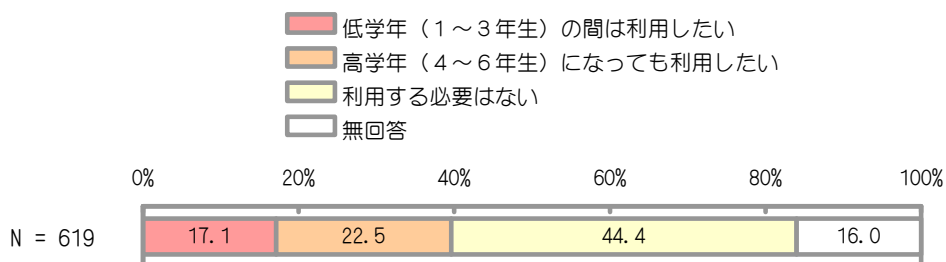 低学年（１～３年生）の間は利用したい
高学年（４～６年生）になっても利用したい
利用する必要はない
無回答
0% 20% 40% 60% 80% 100%
N = 619 17.1 22.5 44.4 16.0